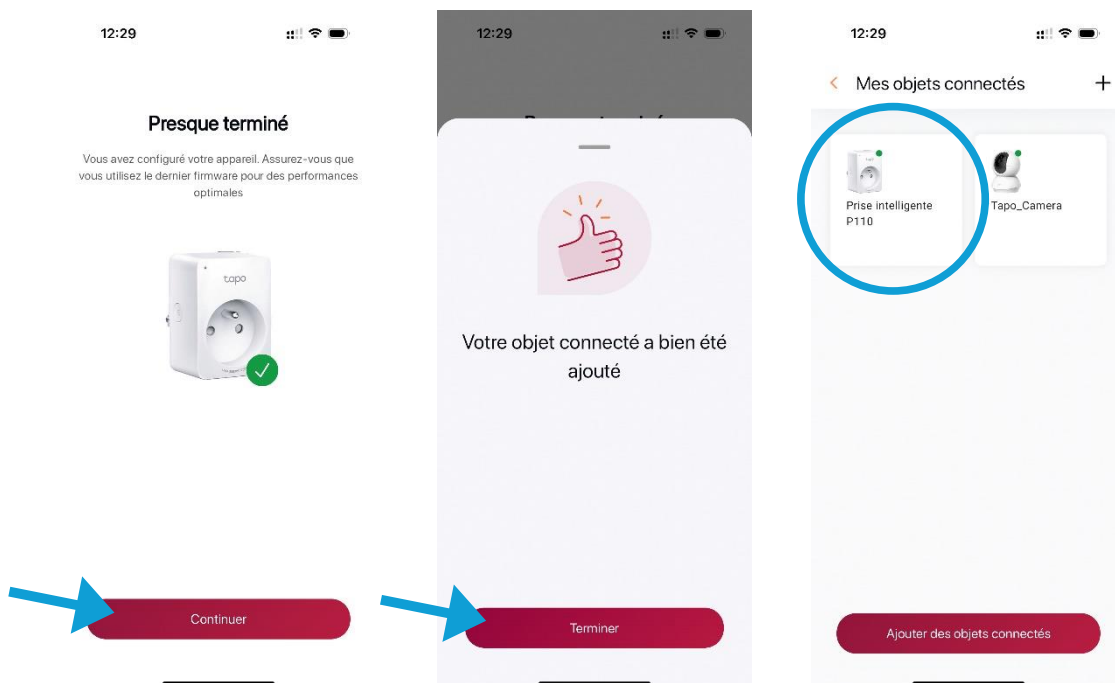 12:29
Presque terminé
Vous avez configuré votre appareil. Assurez-vous que
vous utilisez le dernier firmware pour des performances
optimales
tapo
Continuer
12:29
Votre objet connecté a bien été
ajouté
Terminer
12:29
Mes objets connectés
tapo
Prise intelligente
P110
Tapo_Camera
Ajouter des objets connectés